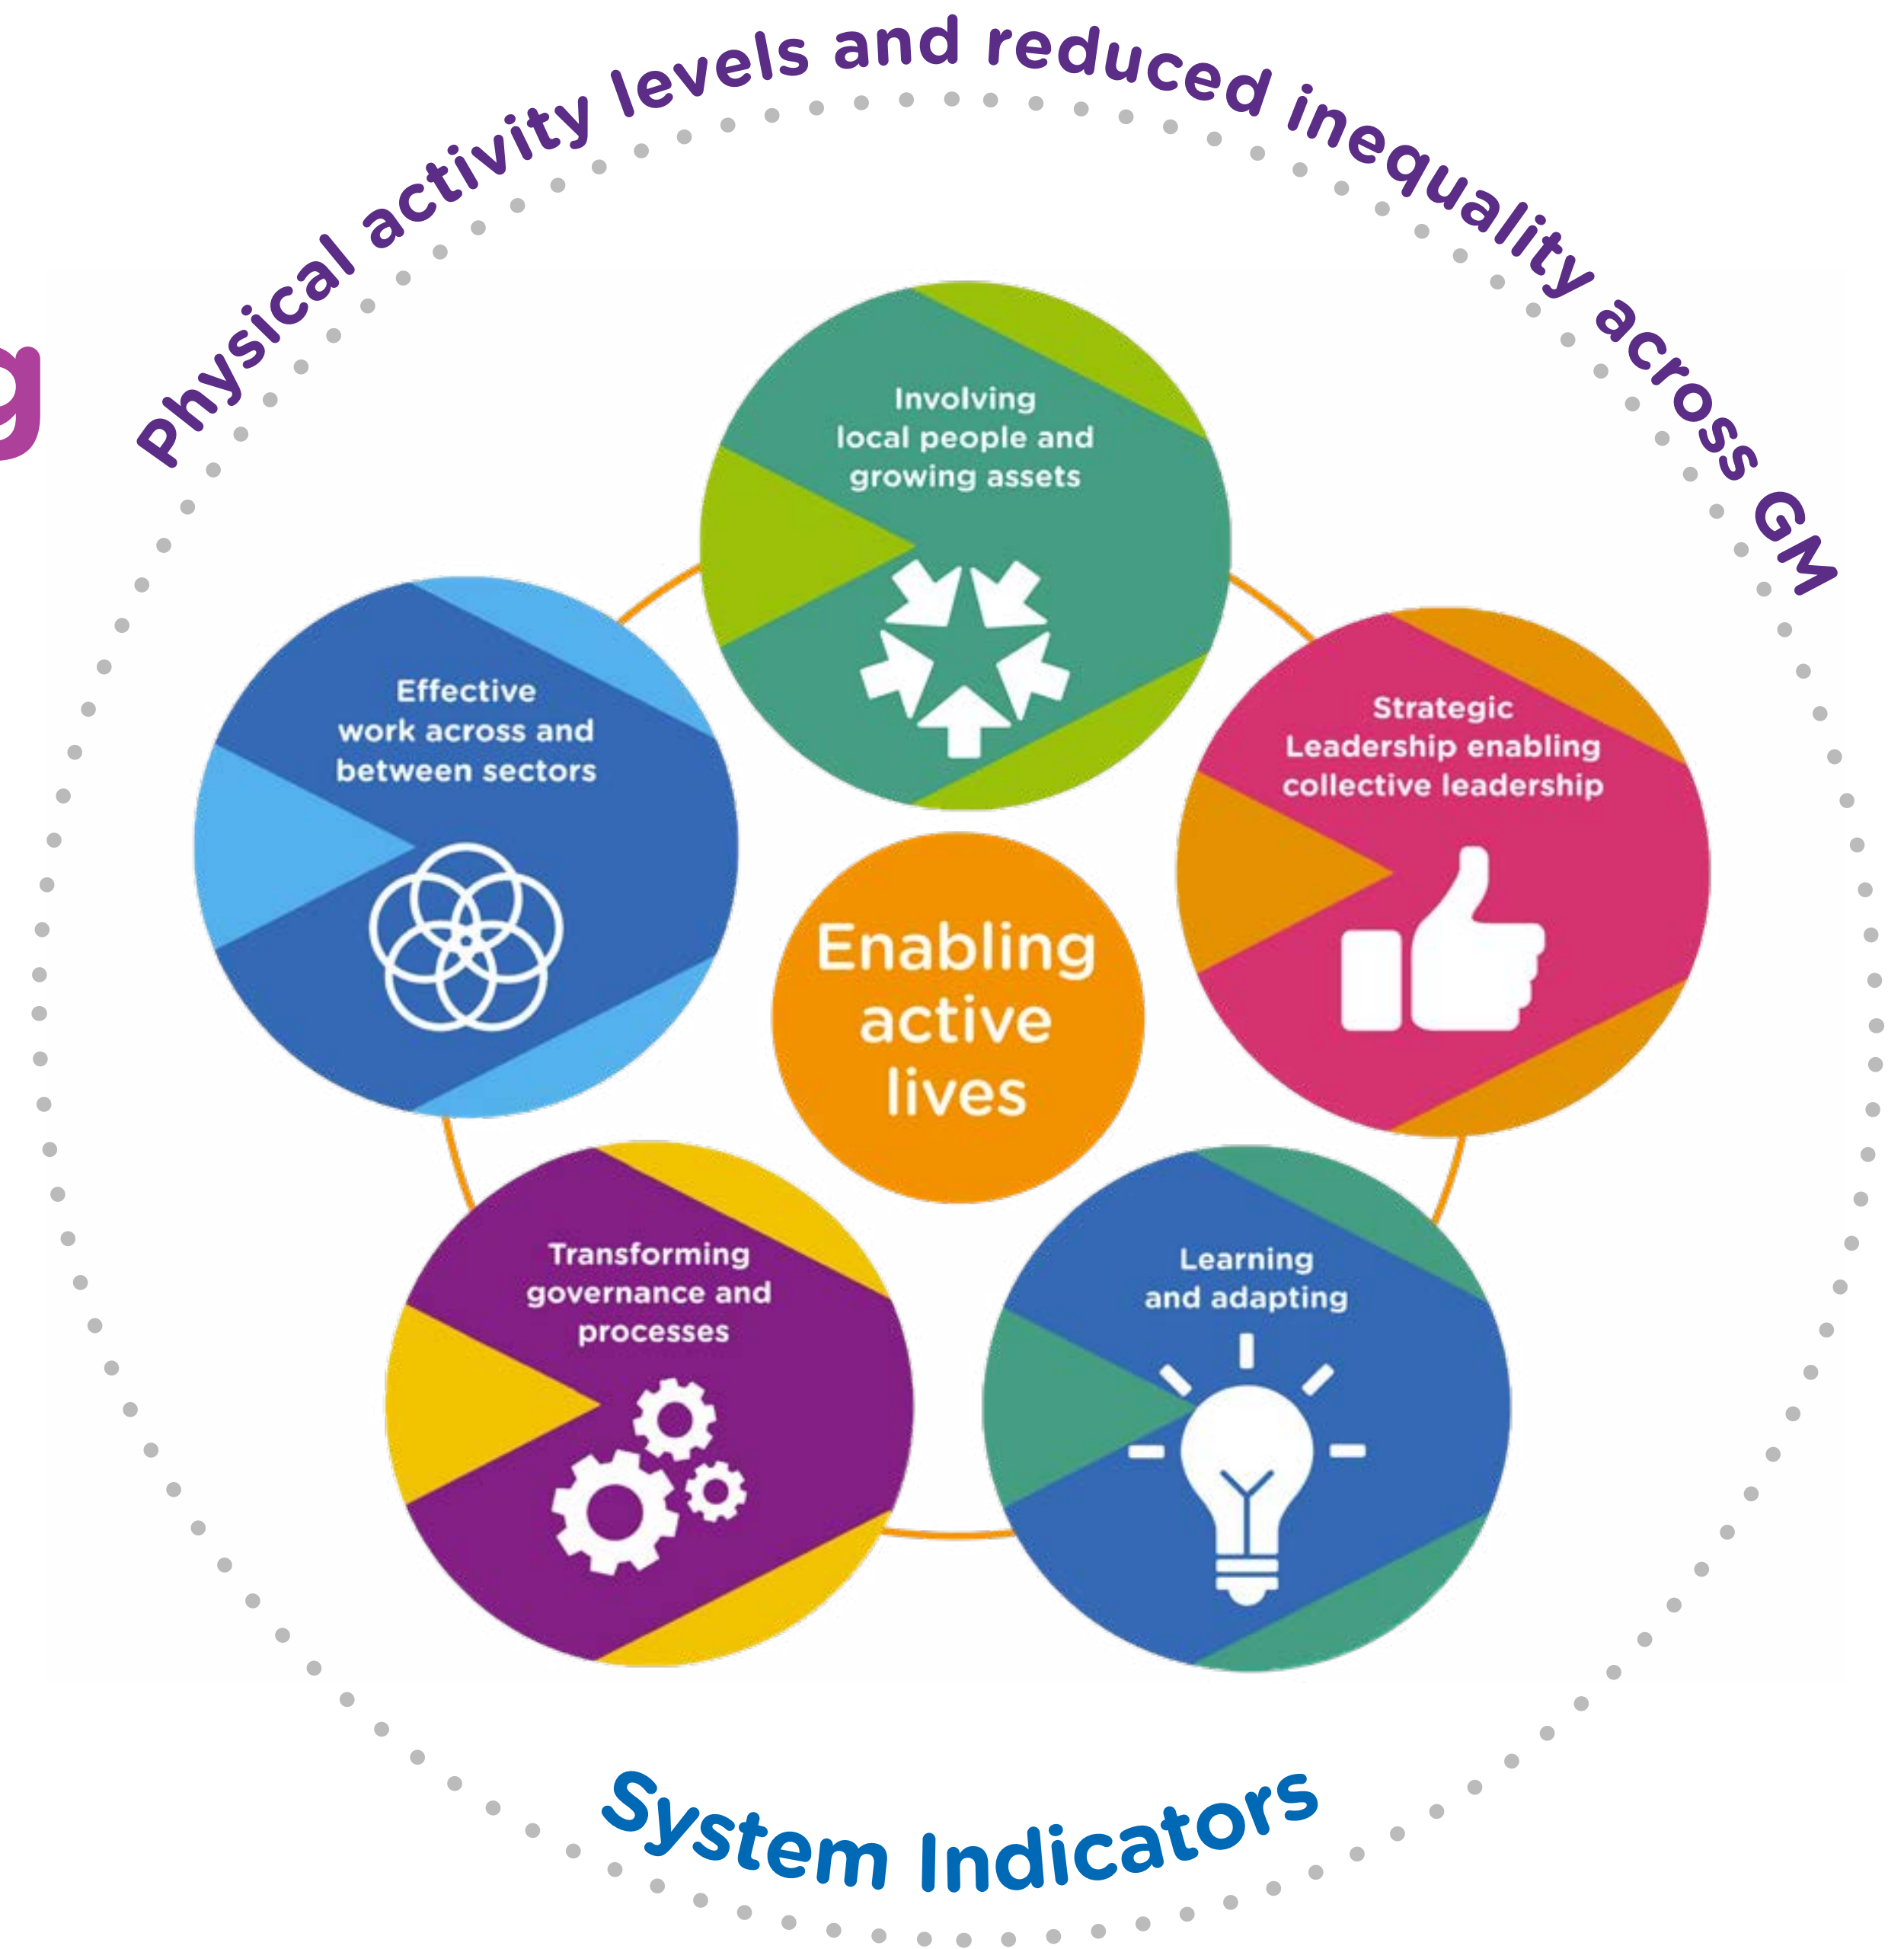 Physical activity levels and reduced inequality across GM
g
Involving
local people and
growing assets
Effective
work across and
between sectors
Strategic
Leadership enabling
collective leadership
Enabling
active
lives
Transforming
governance and
processes
Learning
and adapting
System Indicators